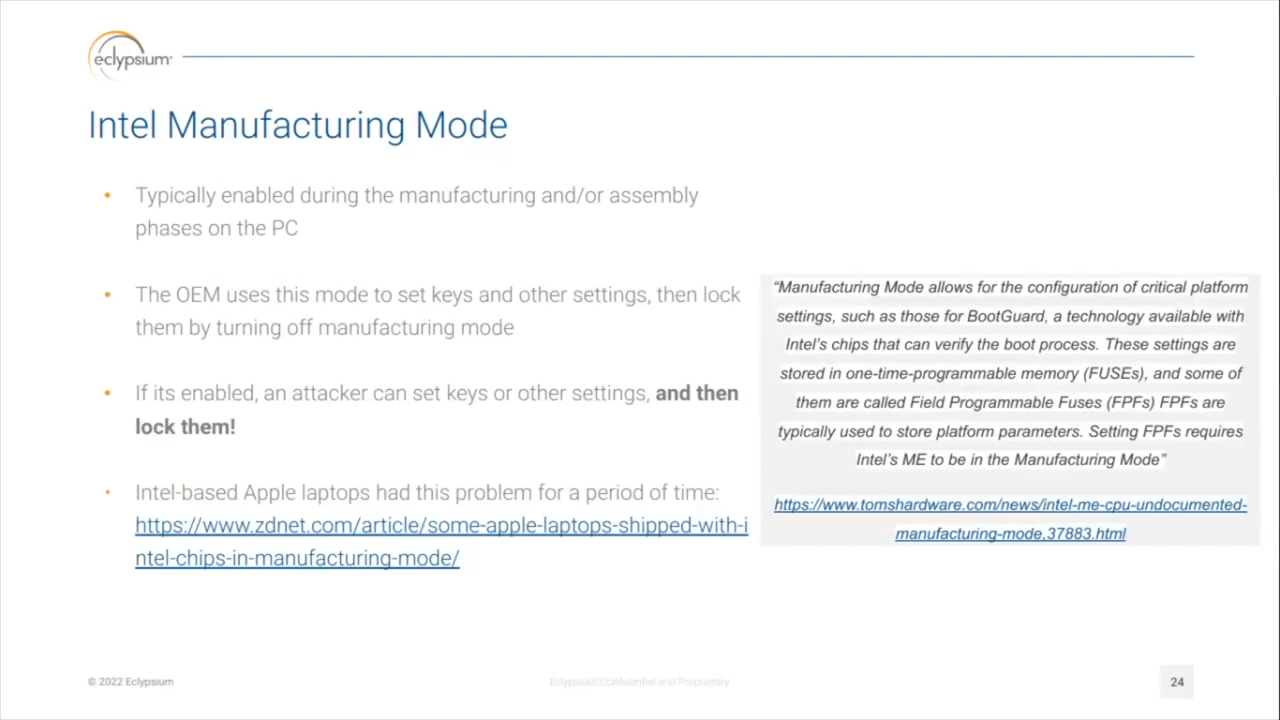 eclypsium
Intel Manufacturing Mode
• Typically enabled during the manufacturing and/or assembly
phases on the PC
• The OEM uses this mode to set keys and other settings, then lock
them by turning off manufacturing mode
• If its enabled, an attacker can set keys or other settings, and then
lock them!
• Intel-based Apple laptops had this problem for a period of time:
https://www.zdnet.com/article/some-apple-laptops-shipped-with-i
ntel-chips-in-manufacturing-mode/
“Manufacturing Mode allows for the configuration of critical platform
settings, such as those for BootGuard, a technology available with
Intel’s chips that can verify the boot process. These settings are
stored in one-time-programmable memory (FUSES), and some of
them are called Field Programmable Fuses (FPFs) FPFs are
typically used to store platform parameters. Setting FPFs requires
Intel’s ME to be in the Manufacturing Mode”
https://www.tomshardware.com/news/intel-me-cpu-undocumented-
manufacturing-mode,37883.html
© 2022 Eclypsium
Eclypsium Confidential and Proprietary
24